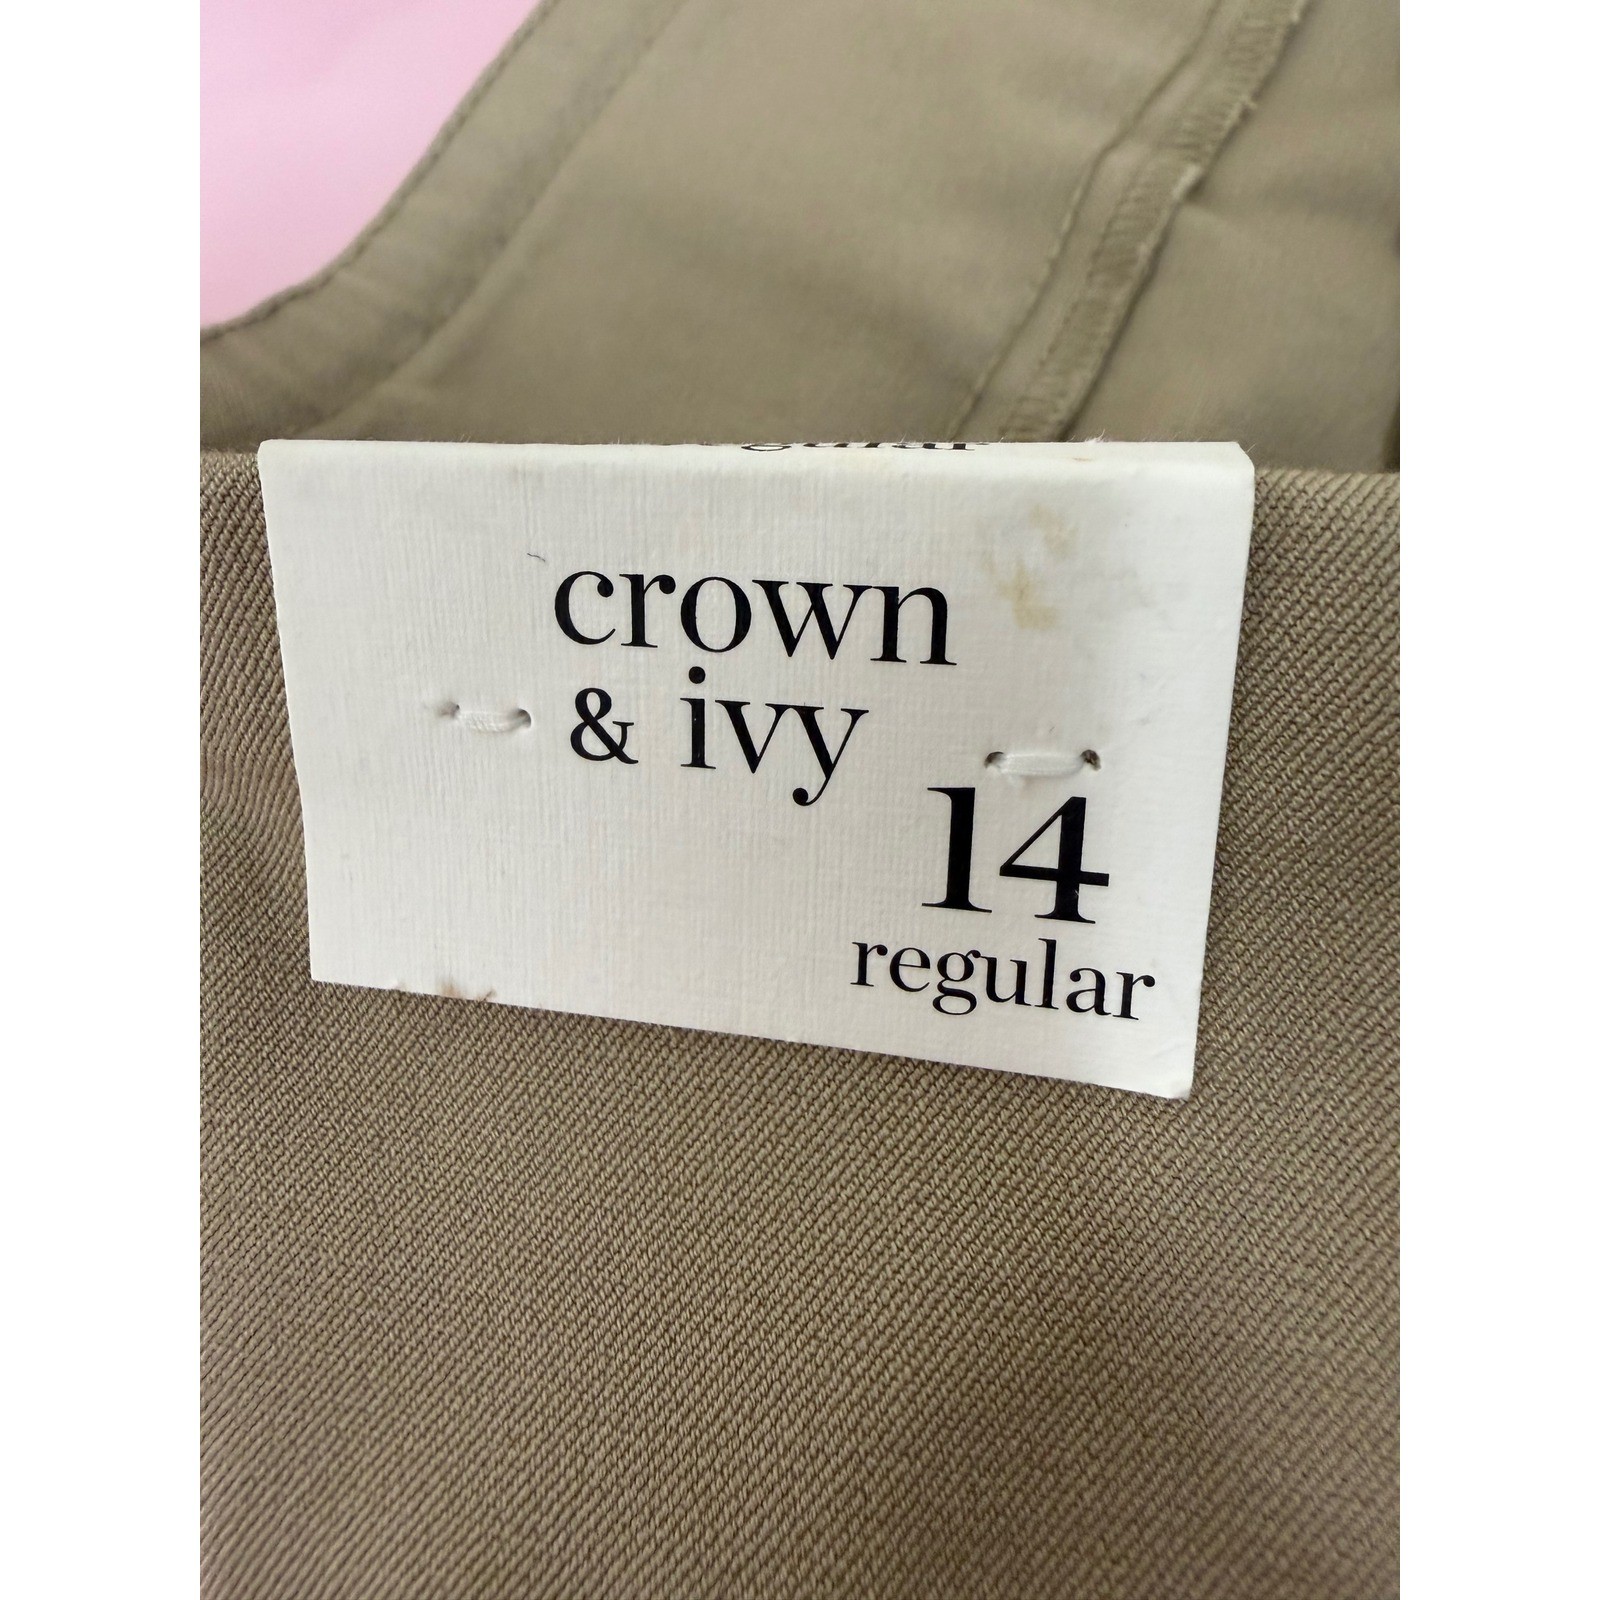 crown
& ivy
14
regular